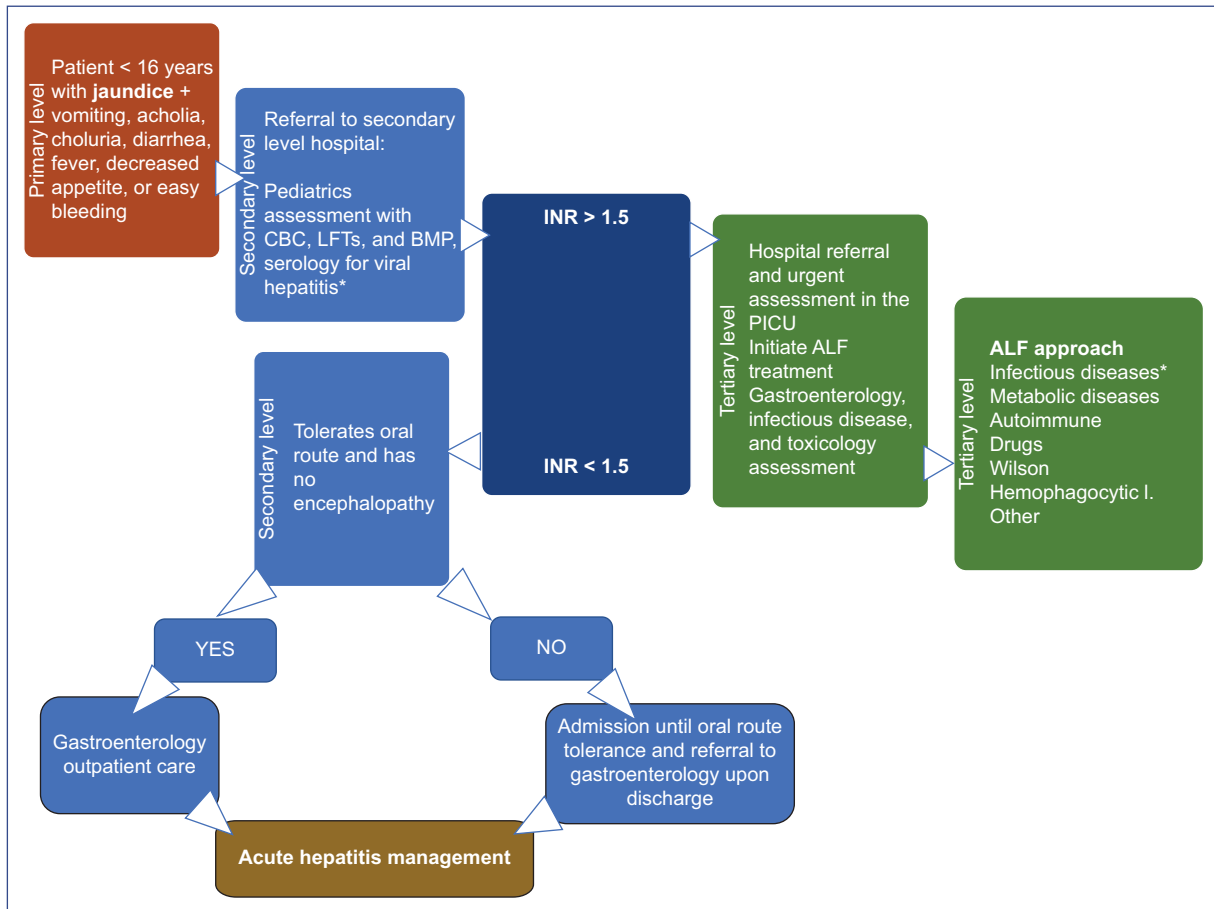 Primary level
Patient < 16 years
with jaundice +
vomiting, acholia,
choluria, diarrhea,
fever, decreased
appetite, or easy
bleeding
Secondary level
Referral to secondary
level hospital:
Pediatrics
assessment with
CBC, LFTs, and BMP,
serology for viral
hepatitis*
INR > 1.5
INR < 1.5
Tertiary level
Hospital referral
and urgent
assessment in the
PICU
Initiate ALF
treatment
Gastroenterology,
infectious disease,
and toxicology
assessment
Tertiary level
ALF approach
Infectious diseases*
Metabolic diseases
Autoimmune
Drugs
Wilson
Hemophagocytic l.
Other
Secondary level
Tolerates oral
route and has
no
encephalopathy
YES
NO
Gastroenterology
outpatient care
Admission until oral route
tolerance and referral to
gastroenterology upon
discharge
Acute hepatitis management